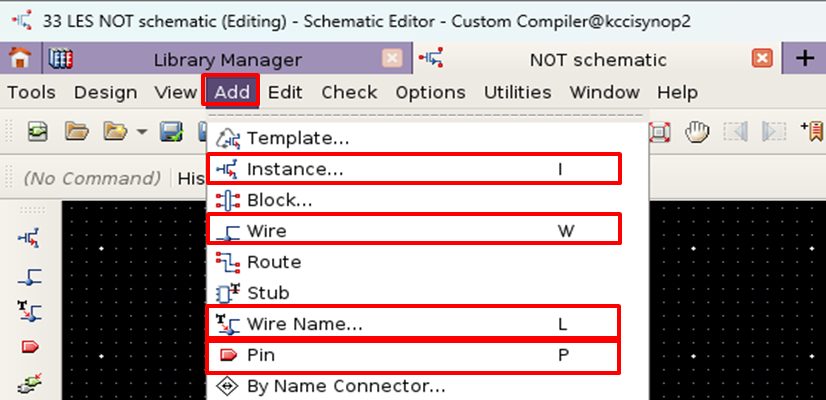 33 LES NOT schematic (Editing) - Schematic Editor - Custom Compiler@kccisynop2
Library Manager NOT schematic
Tools Design View Add Edit Check Options Utilities Window Help
Template...
(No Command) His
Instance... I
Block...
Wire W
Route
Stub
Wire Name... L
Pin P
By Name Connector...